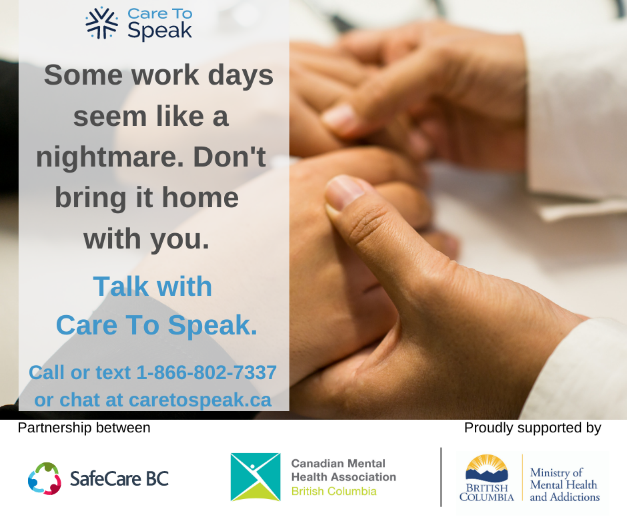 Care To
Speak
Some work days
seem like a
nightmare. Don't
bring it home
with you.
Talk with
Care To Speak.
Call or text 1-866-802-7337
or chat at caretospeak.ca
Partnership between
Proudly supported by
SafeCare BC
Canadian Mental
Health Association
British Columbia
BRITISH
COLUMBIA
Ministry of
Mental Health
and Addictions